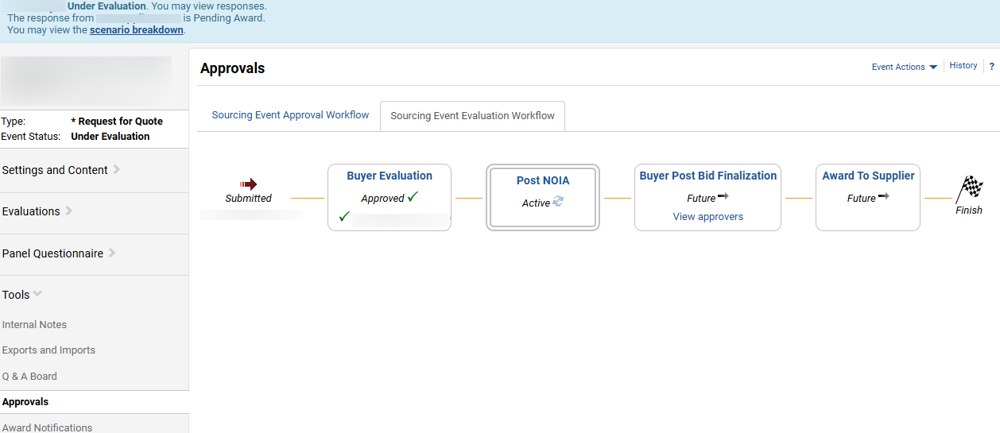 Under Evaluation. You may view responses.
The response from is Pending Award.
You may view the scenario breakdown.
Approvals
Event Actions
History
?
Type: * Request for Quote
Event Status: Under Evaluation
Settings and Content
Evaluations
Panel Questionnaire
Tools
Internal Notes
Exports and Imports
Q & A Board
Approvals
Award Notifications
Sourcing Event Approval Workflow
Sourcing Event Evaluation Workflow
Submitted
Buyer Evaluation
Approved
Post NOIA
Active
Buyer Post Bid Finalization
Future
View approvers
Award To Supplier
Future
Finish